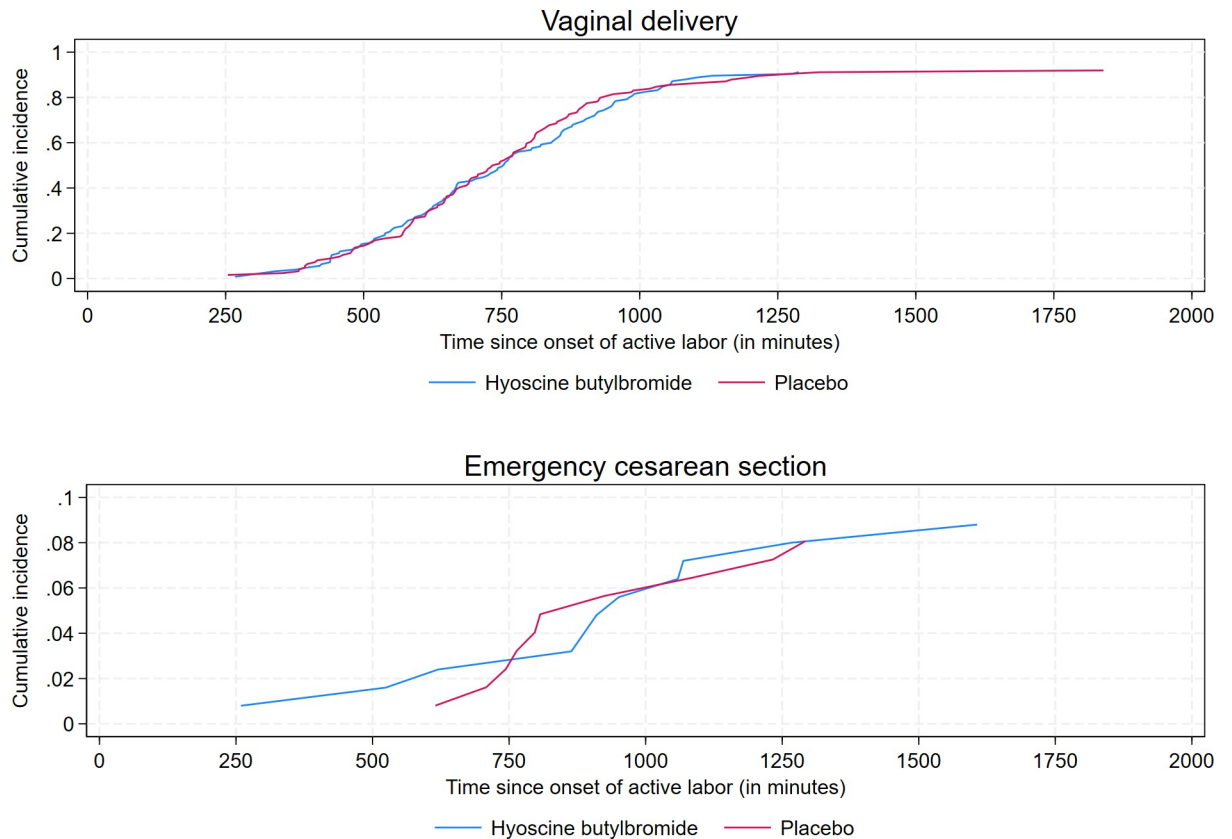 Vaginal delivery
Cumulative incidence
1
.8
.6
.4
.2
0
0 250 500 750 1000 1250 1500 1750 2000
Time since onset of active labor (in minutes)
Hyoscine butylbromide Placebo
Emergency cesarean section
Cumulative incidence
.1
.08
.06
.04
.02
0
0 250 500 750 1000 1250 1500 1750 2000
Time since onset of active labor (in minutes)
Hyoscine butylbromide Placebo